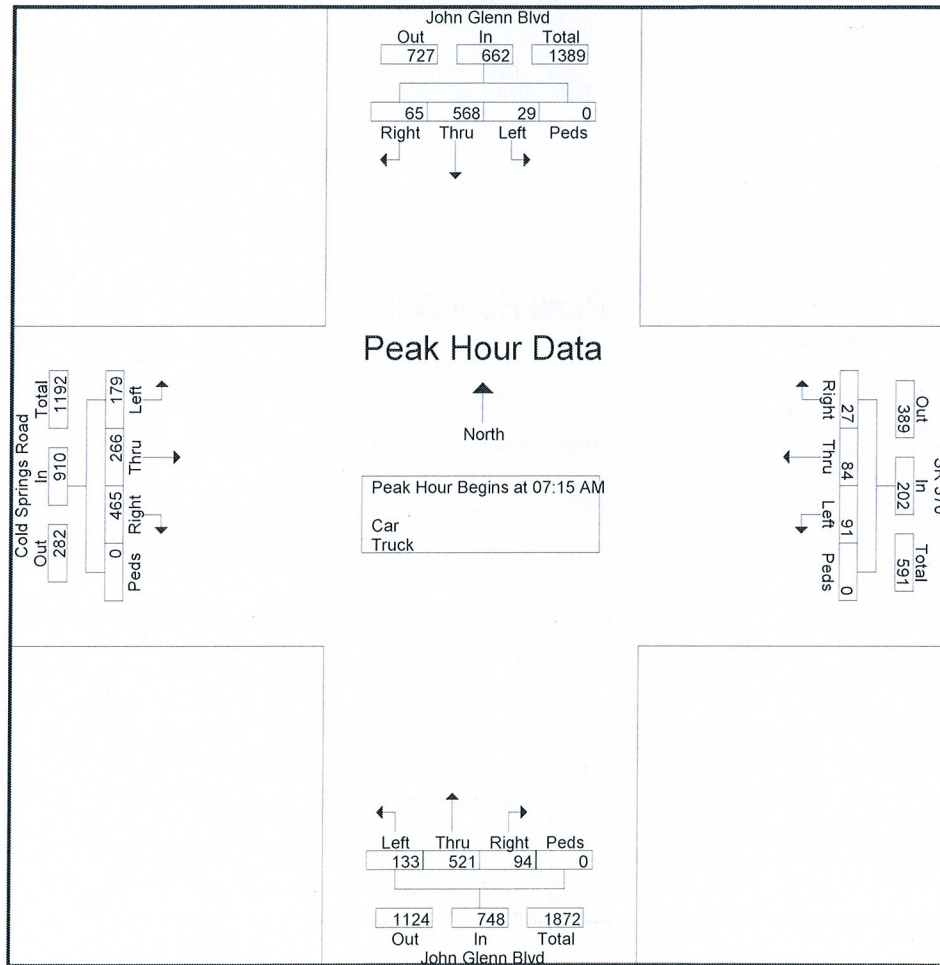 John Glenn Blvd
Out In Total
727 662 1389
65 568 29 0
Right Thru Left Peds
Peak Hour Data
North
Peak Hour Begins at 07:15 AM
Car
Truck
Cold Springs Road
Total In Out
1192 910 282
179 266 465 0
Left Thru Right Peds
Right Thru Left Peds
27 84 91 0
Out In Total
389 202 591
Left Thru Right Peds
133 521 94 0
1124 748 1872
Out In Total
John Glenn Blvd